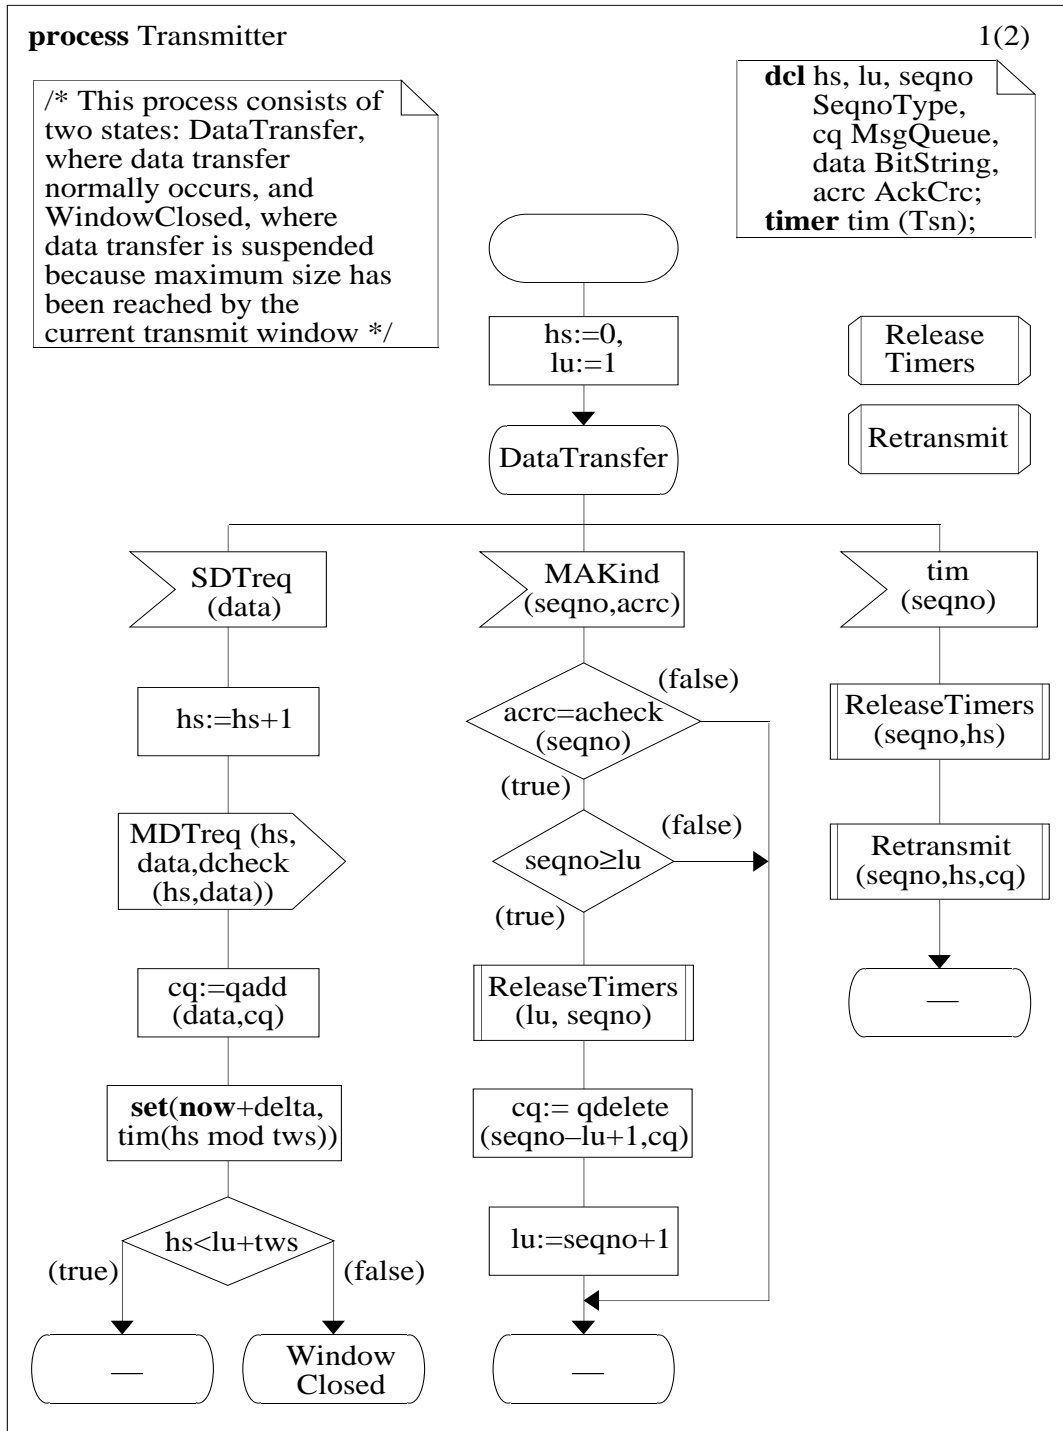 process Transmitter
1(2)
/* This process consists of
two states: DataTransfer,
where data transfer
normally occurs, and
WindowClosed, where
data transfer is suspended
because maximum size has
been reached by the
current transmit window */
dcl hs, lu, seqno
SeqnoType,
cq MsgQueue,
data BitString,
acrc AckCrc;
timer tim (Tsn);
hs:=0,
lu:=1
Release
Timers
Retransmit
DataTransfer
SDTreq
(data)
hs:=hs+1
MDTreq (hs,
data,dcheck
(hs,data))
cq:=qadd
(data,cq)
set(now+delta,
tim(hs mod tws))
hs<lu+tws
(true)
(false)
—
Window
Closed
MAKind
(seqno,acrc)
acrc=acheck
(seqno)
(false)
(true)
seqno≥lu
(false)
(true)
ReleaseTimers
(lu, seqno)
cq:= qdelete
(seqno–lu+1,cq)
lu:=seqno+1
—
tim
(seqno)
ReleaseTimers
(seqno,hs)
Retransmit
(seqno,hs,cq)
—